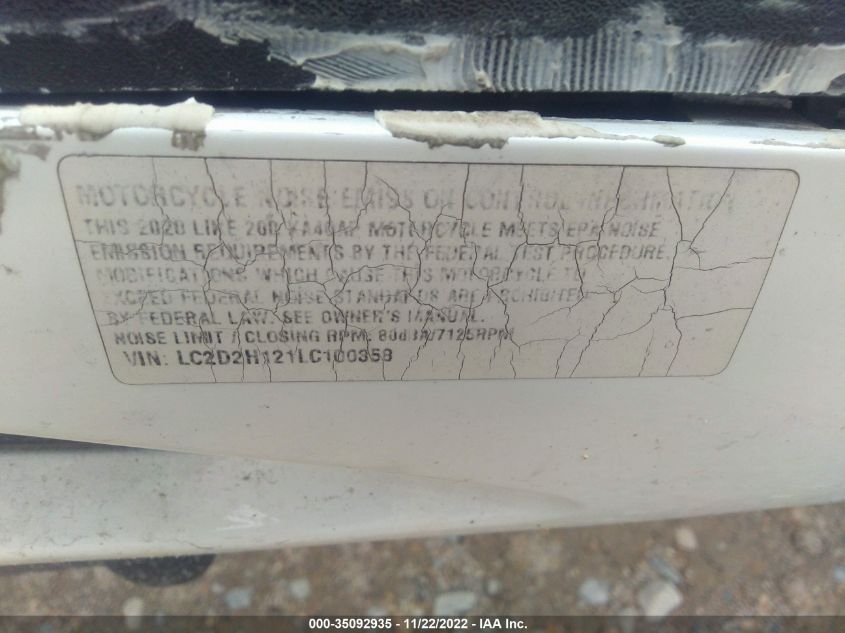 MOTORCYCLE NOISE EMISSION CONTROL INFORMATION
THIS 2020 LIKE 200 MOTORCYCLE MEETS EPA NOISE
EMISSION REQUIREMENTS BY THE FEDERAL TEST PROCEDURE.
MODIFICATIONS WHICH CAUSE THIS MOTORCYCLE TO
EXCEED FEDERAL NOISE STANDARDS ARE
BY FEDERAL LAW. SEE OWNER'S MANUAL.
NOISE LIMIT / CLOSING RPM: 80dBA/7125RPM
VIN: LC2D2H121LC100358
000-35092935 - 11/22/2022 - IAA Inc.